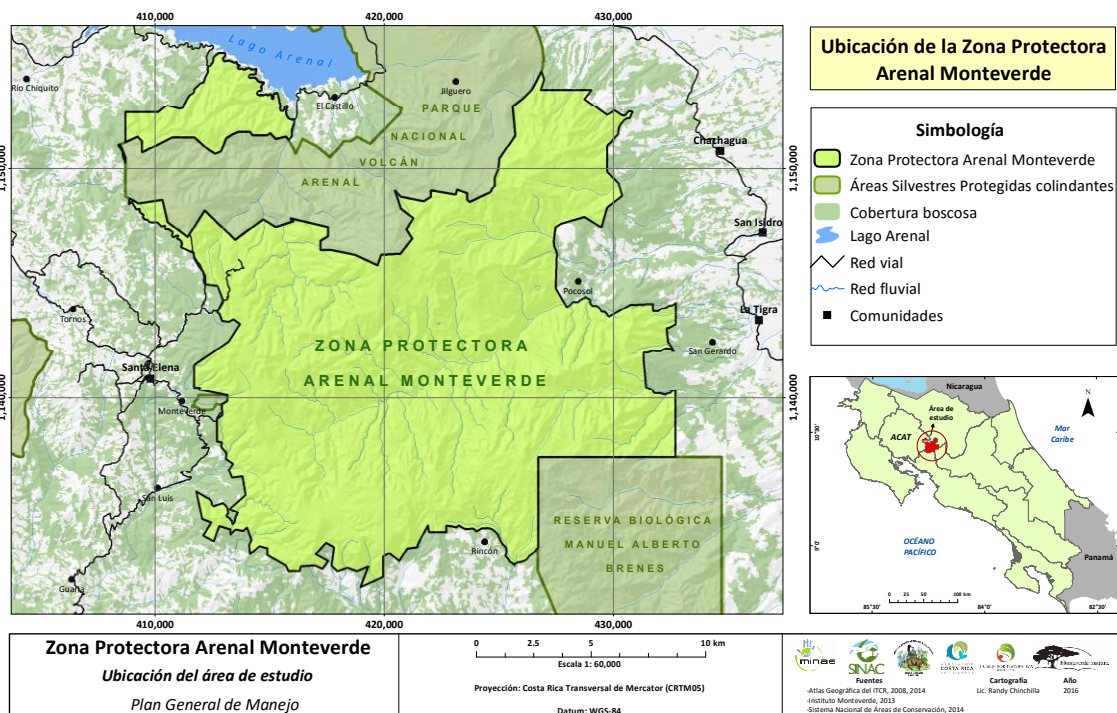 410,000
420,000
430,000
1,150,000
1,140,000
1,150,000
1,140,000
410,000
420,000
430,000
Lago Arenal
Río Chiquito
El Castillo
Jilguero
PARQUE
NACIONAL
VOLCÁN
ARENAL
Chachagua
San Isidro
Pocosol
La Tigra
San Gerardo
Tornos
Santa Elena
Monteverde
ZONA PROTECTORA
ARENAL MONTEVERDE
San Luis
Guaria
Rincón
RESERVA BIOLÓGICA
MANUEL ALBERTO
BRENES
Ubicación de la Zona Protectora
Arenal Monteverde
Simbología
Zona Protectora Arenal Monteverde
Áreas Silvestres Protegidas colindantes
Cobertura boscosa
Lago Arenal
Red vial
Red fluvial
Comunidades
Nicaragua
N
Área de
estudio
ACAT
Mar
Caribe
OCÉANO
PACÍFICO
Panamá
10°30'
9°0'
0 25 50 100 km
85°30'
84°0'
82°30'
Zona Protectora Arenal Monteverde
Ubicación del área de estudio
Plan General de Manejo
0 2.5 5 10 km
Escala 1: 60,000
Proyección: Costa Rica Transversal de Mercator (CRTM05)
Datum: WGS-84
minae
SINAC
COSTA RICA
Monteverde Institute
Fuentes
-Atlas Geográfica del ITCR, 2008, 2014
-Instituto Monteverde, 2013
-Sistema Nacional de Áreas de Conservación, 2014
Cartografía
Lic. Randy Chinchilla
Año
2016